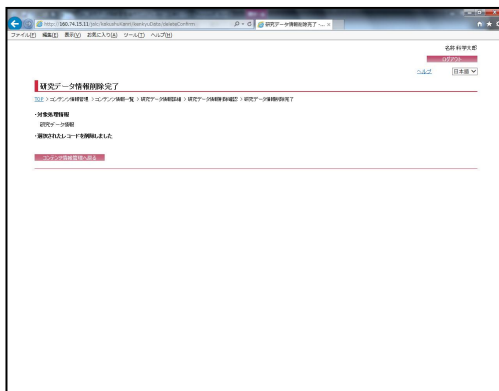 http://160.74.15.11/
研究データ情報削除完了 - ...
ファイル(F) 編集(E) 表示(V) お気に入り(A) ツール(T) ヘルプ(H)
名前 科学太郎
ログアウト
ヘルプ 日本語
研究データ情報削除完了
TOP > コンテンツ情報管理 > コンテンツ情報一覧 > 研究データ情報詳細 > 研究データ情報削除確認 > 研究データ情報削除完了
・対象処理情報
研究データ情報
・選択されたレコードを削除しました
コンテンツ情報管理へ戻る